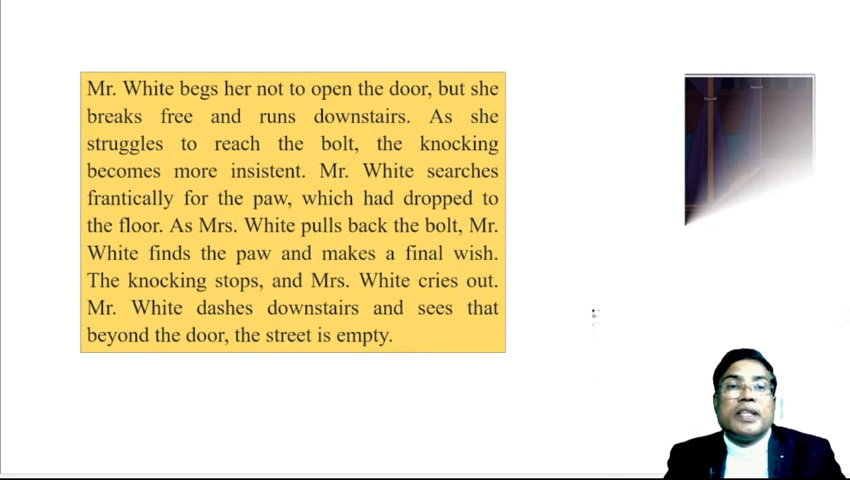 Mr. White begs her not to open the door, but she
breaks free and runs downstairs. As she
struggles to reach the bolt, the knocking
becomes more insistent. Mr. White searches
frantically for the paw, which had dropped to
the floor. As Mrs. White pulls back the bolt, Mr.
White finds the paw and makes a final wish.
The knocking stops, and Mrs. White cries out.
Mr. White dashes downstairs and sees that
beyond the door, the street is empty.